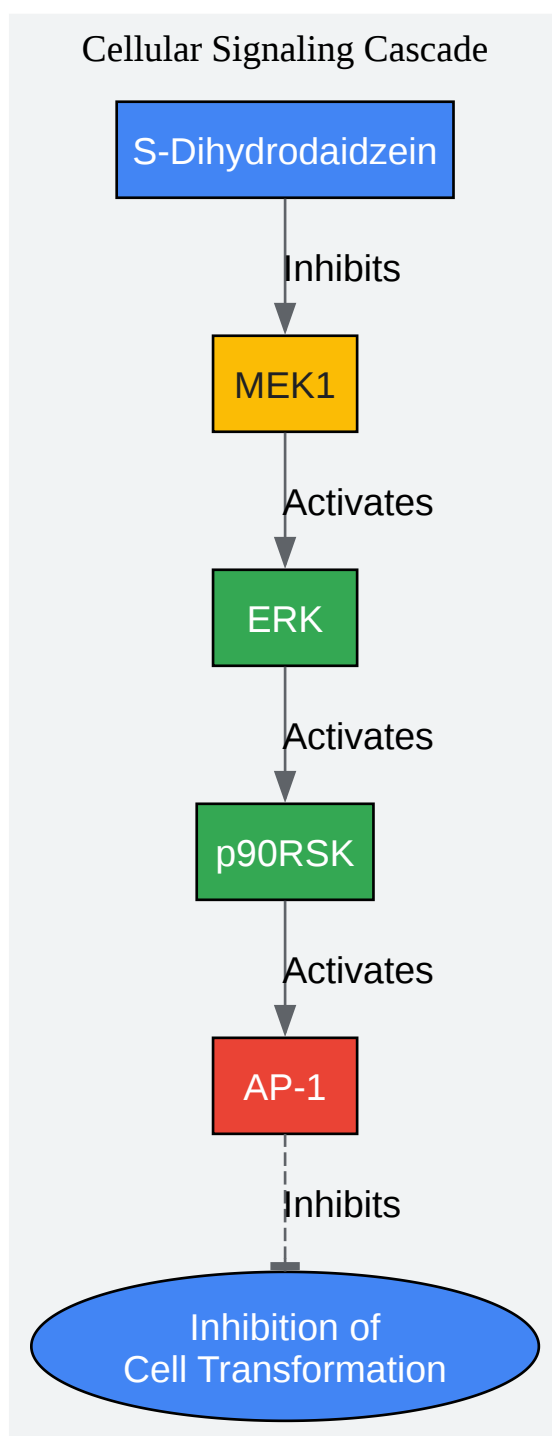 Cellular Signaling Cascade
S-Dihydrodaidzein
Inhibits
MEK1
Activates
ERK
Activates
p90RSK
Activates
AP-1
Inhibits
Inhibition of
Cell Transformation